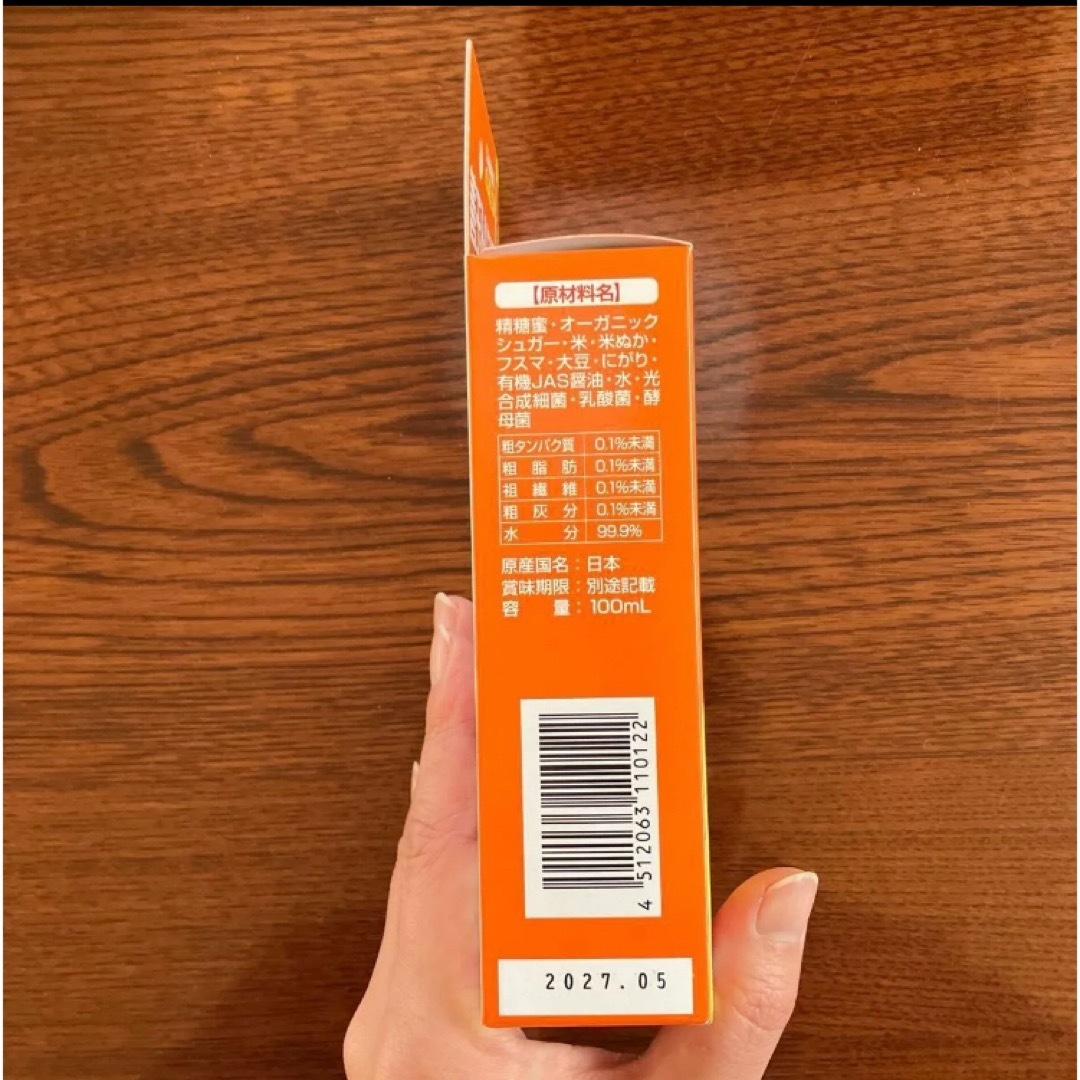 【原材料名】
精糖蜜・オーガニック
シュガー・米・米ぬか・
フスマ・大豆・にがり・
有機JAS醤油・水・光
合成細菌・乳酸菌・酵
母菌
粗タンパク質 0.1%未満
粗脂肪 0.1%未満
祖繊維 0.1%未満
粗灰分 0.1%未満
水分 99.9%
原産国名：日本
賞味期限：別途記載
容量：100mL
4 512063 110122
2027.05